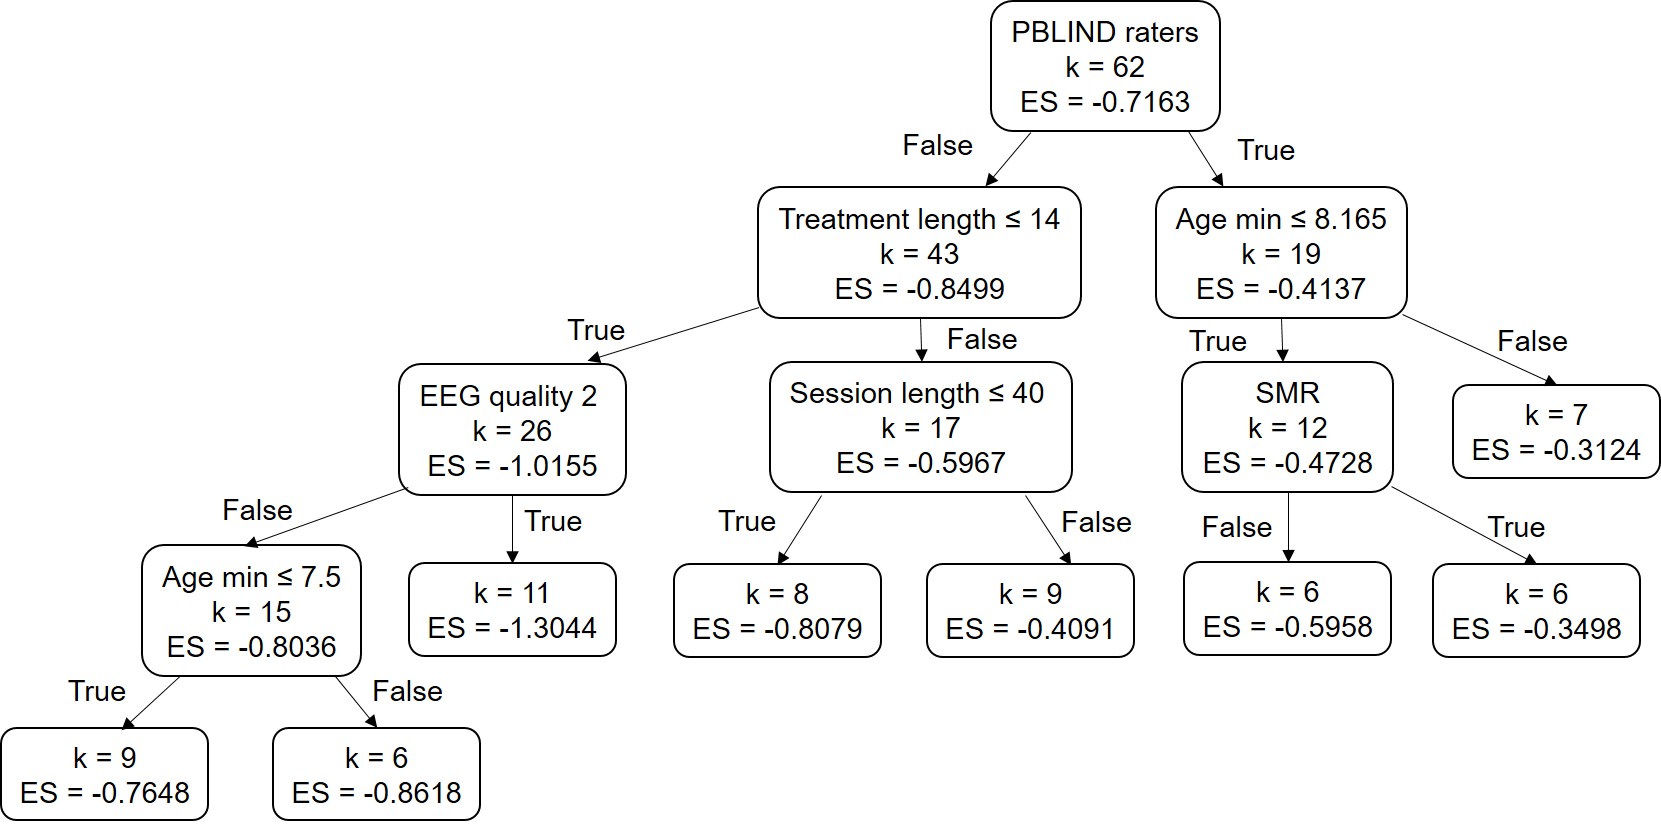 PBLIND raters
k = 62
ES = -0.7163
False
True
Treatment length ≤ 14
k = 43
ES = -0.8499
Age min ≤ 8.165
k = 19
ES = -0.4137
True
False
True
False
EEG quality 2
k = 26
ES = -1.0155
Session length ≤ 40
k = 17
ES = -0.5967
SMR
k = 12
ES = -0.4728
k = 7
ES = -0.3124
False
True
True
False
False
True
Age min ≤ 7.5
k = 15
ES = -0.8036
k = 11
ES = -1.3044
k = 8
ES = -0.8079
k = 9
ES = -0.4091
k = 6
ES = -0.5958
k = 6
ES = -0.3498
True
False
k = 9
ES = -0.7648
k = 6
ES = -0.8618